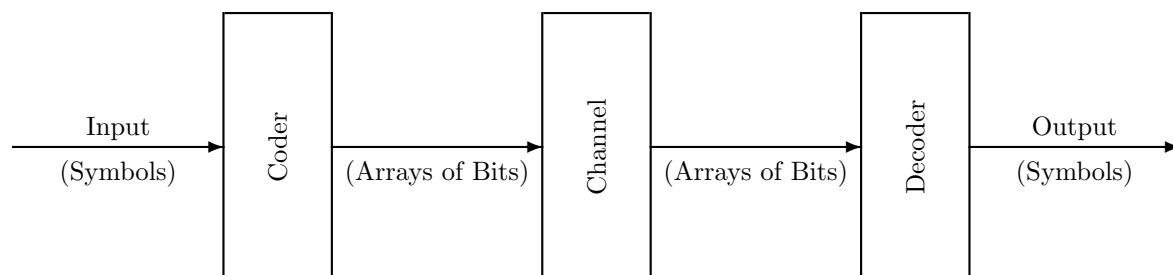 Input
(Symbols)
Coder
(Arrays of Bits)
Channel
(Arrays of Bits)
Decoder
Output
(Symbols)